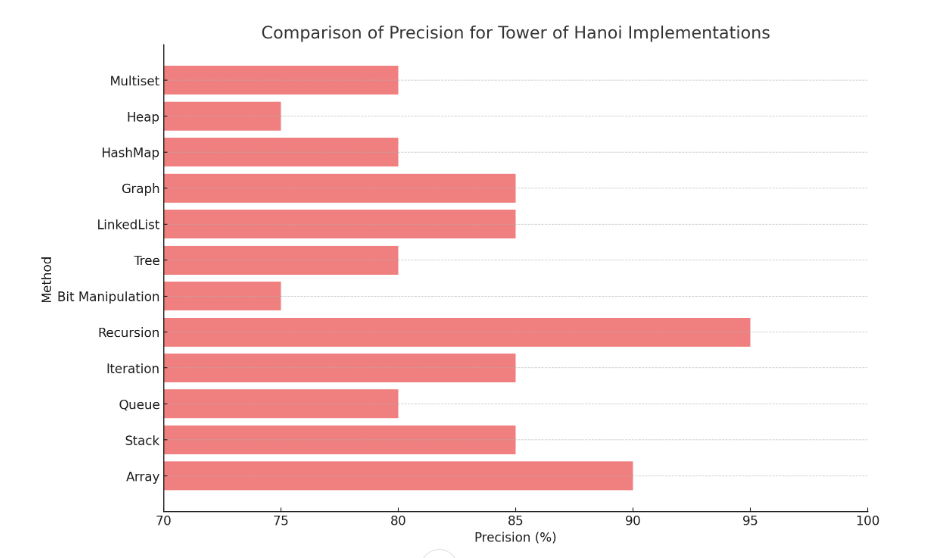 Comparison of Precision for Tower of Hanoi Implementations
Multiset
Heap
HashMap
Graph
LinkedList
Tree
Method
Bit Manipulation
Recursion
Iteration
Queue
Stack
Array
70 75 80 85 90 95 100
Precision (%)